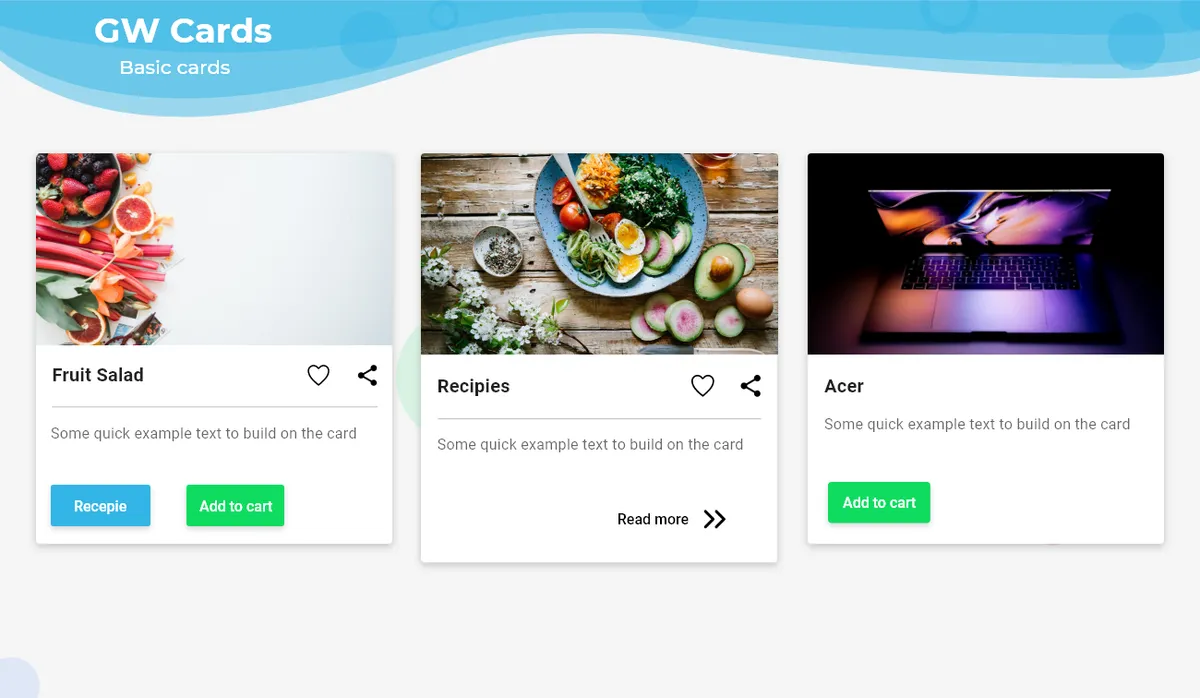 GW Cards
Basic cards
Fruit Salad
Some quick example text to build on the card
Recepie
Add to cart
Recipies
Some quick example text to build on the card
Read more
Acer
Some quick example text to build on the card
Add to cart